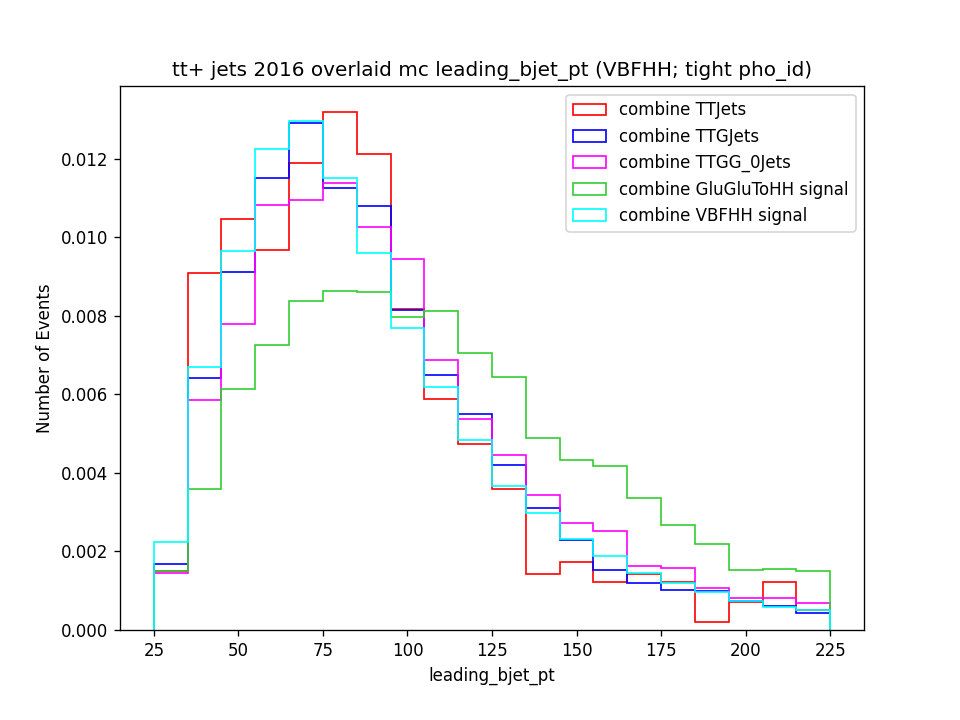 tt+ jets 2016 overlaid mc leading_bjet_pt (VBFHH; tight pho_id)
combine TTJets
combine TTGJets
combine TTGG_0Jets
combine GluGluToHH signal
combine VBFHH signal
Number of Events
0.012
0.010
0.008
0.006
0.004
0.002
0.000
25 50 75 100 125 150 175 200 225
leading_bjet_pt